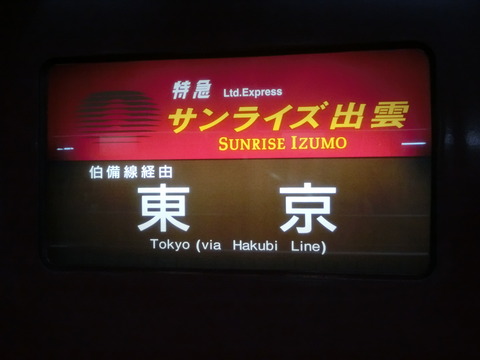 特急 Ltd.Express
サンライズ出雲
SUNRISE IZUMO
伯備線経由
東京
Tokyo (via Hakubi Line)